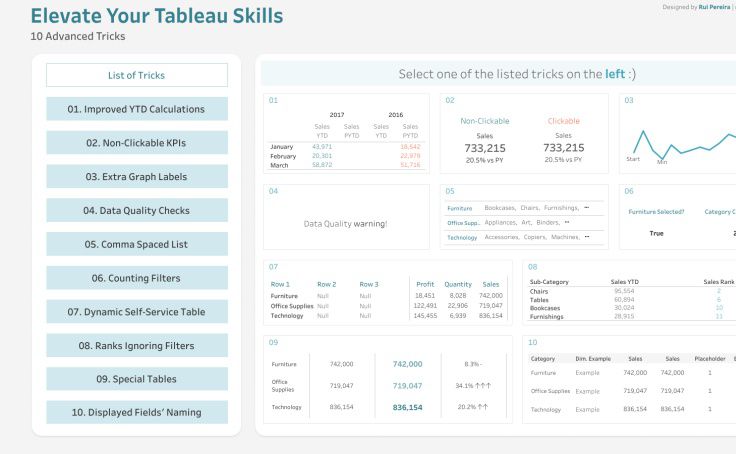 Elevate Your Tableau Skills
10 Advanced Tricks
Designed by Rui Pereira |
List of Tricks
01. Improved YTD Calculations
02. Non-Clickable KPIs
03. Extra Graph Labels
04. Data Quality Checks
05. Comma Spaced List
06. Counting Filters
07. Dynamic Self-Service Table
08. Ranks Ignoring Filters
09. Special Tables
10. Displayed Fields' Naming
Select one of the listed tricks on the left :)
01
2017 2016
Sales Sales Sales Sales
YTD PYTD YTD PYTD
January 43,971 18,542
February 20,301 22,979
March 58,872 51,716
02
Non-Clickable Clickable
Sales Sales
733,215 733,215
20.5% vs PY 20.5% vs PY
03
Start Min
04
Data Quality warning!
05
Furniture Bookcases, Chairs, Furnishings, ···
Office Supp.. Appliances, Art, Binders, ··
Technology Accessories, Copiers, Machines, ··
06
Furniture Selected? Category C
True 2
07
Row 1 Row 2 Row 3 Profit Quantity Sales
Furniture Null Null 18,451 8,028 742,000
Office Supplies Null Null 122,491 22,906 719,047
Technology Null Null 145,455 6,939 836,154
08
Sub-Category Sales YTD Sales Rank
Chairs 95,554 2
Tables 60,894 6
Bookcases 30,024 10
Furnishings 28,915 11
09
Furniture 742,000 742,000 8.3%-
Office
Supplies 719,047 719,047 34.1% ↑↑↑
Technology 836,154 836,154 20.2% ↑↑
10
Category Dim. Example Sales Sales Placeholder E
Furniture Example 742,000 742,000 1
Office Supplies Example 719,047 719,047 1
Technology Example 836,154 836,154 1